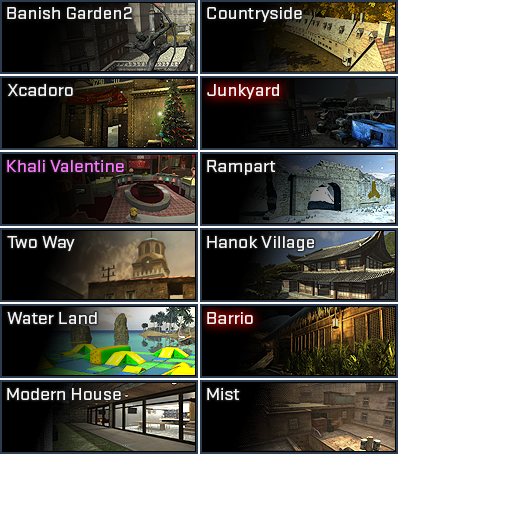 Banish Garden2
Countryside
Xcadoro
Junkyard
Khali Valentine
Rampart
Two Way
Hanok Village
Water Land
Barrio
Modern House
Mist